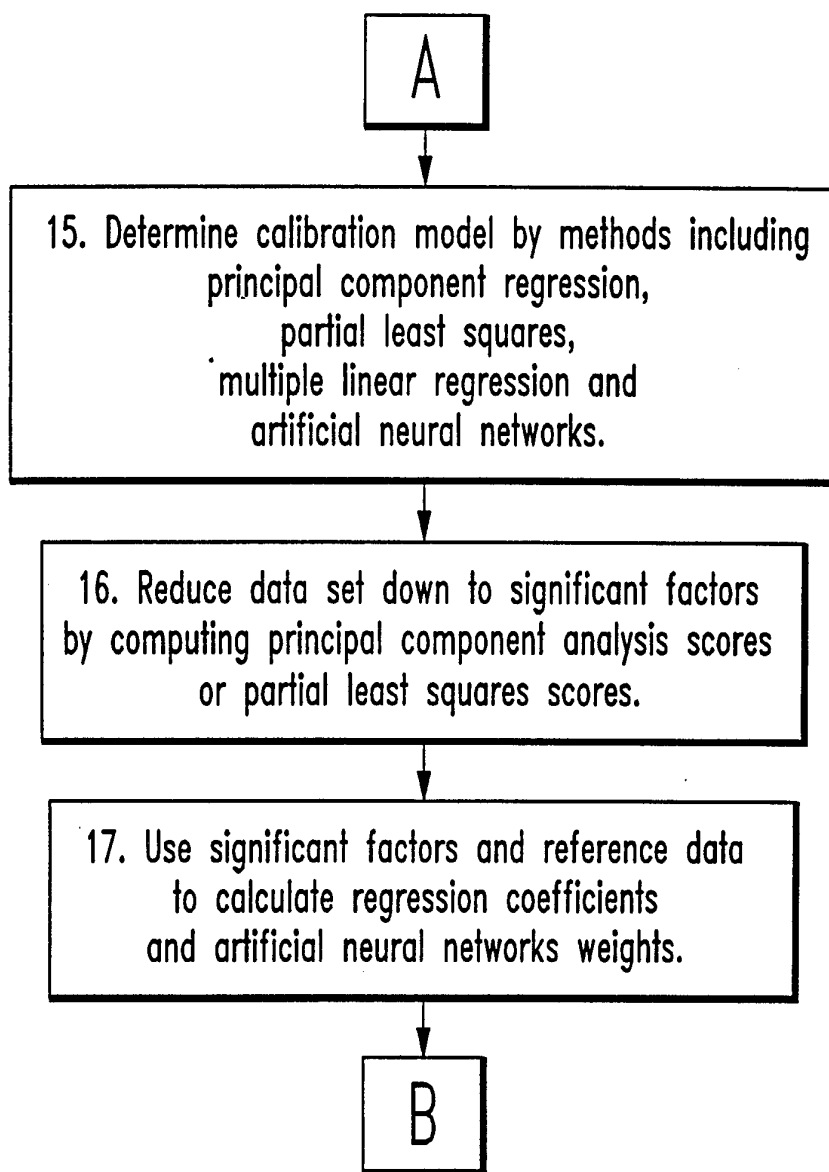 A
15. Determine calibration model by methods including
principal component regression,
partial least squares,
multiple linear regression and
artificial neural networks.
16. Reduce data set down to significant factors
by computing principal component analysis scores
or partial least squares scores.
17. Use significant factors and reference data
to calculate regression coefficients
and artificial neural networks weights.
B